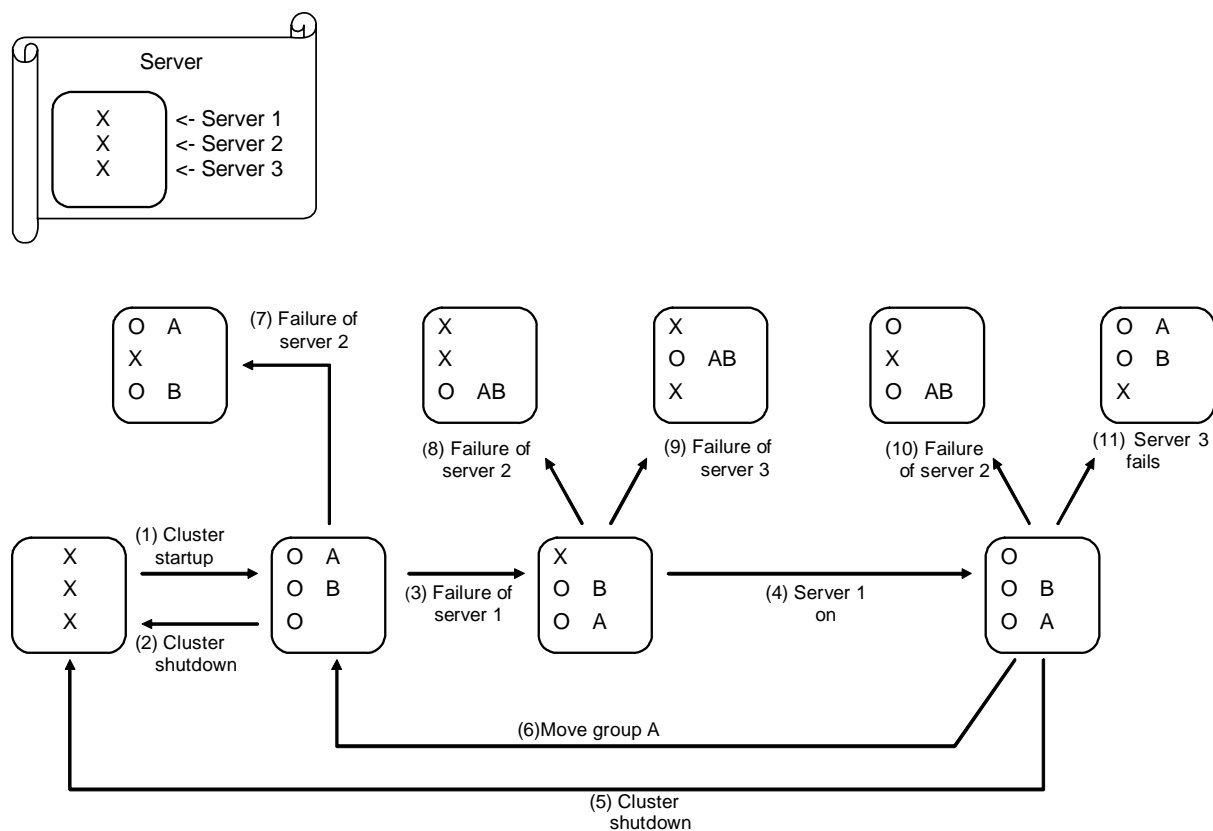 Server
X <- Server 1
X <- Server 2
X <- Server 3
O A
X
O B
(7) Failure of
server 2
X
X
O AB
X
O AB
X
O
X
O AB
O A
O B
X
(8) Failure of
server 2
(9) Failure of
server 3
(10) Failure
of server 2
(11) Server 3
fails
X
X
X
(1) Cluster
startup
(2) Cluster
shutdown
O A
O B
O
(3) Failure of
server 1
X
O B
O A
(4) Server 1
on
O
O B
O A
(6)Move group A
(5) Cluster
shutdown